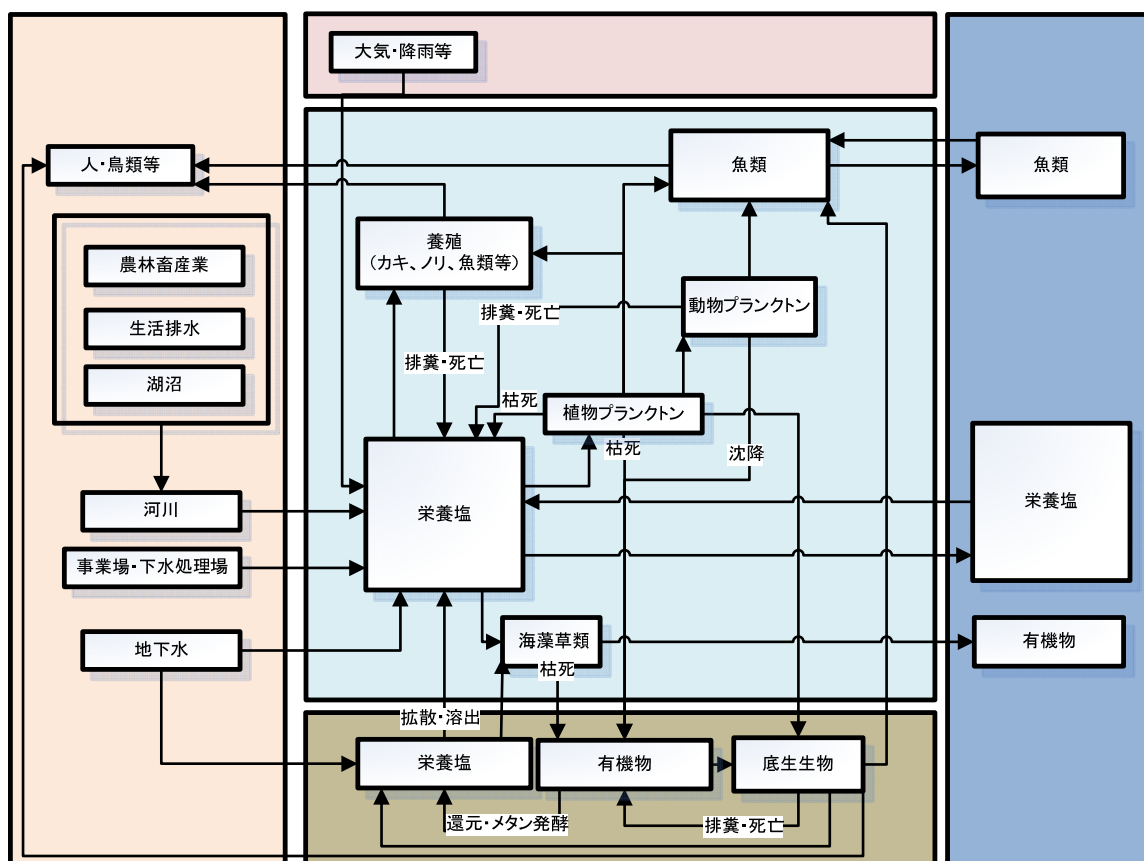 大気・降雨等
人・鳥類等
魚類
魚類
養殖
（カキ、ノリ、魚類等）
農林畜産業
動物プランクトン
排糞・死亡
生活排水
排糞・死亡
湖沼
枯死
植物プランクトン
枯死
沈降
河川
栄養塩
栄養塩
事業場・下水処理場
地下水
海藻草類
有機物
枯死
拡散・溶出
栄養塩
有機物
底生生物
還元・メタン発酵
排糞・死亡